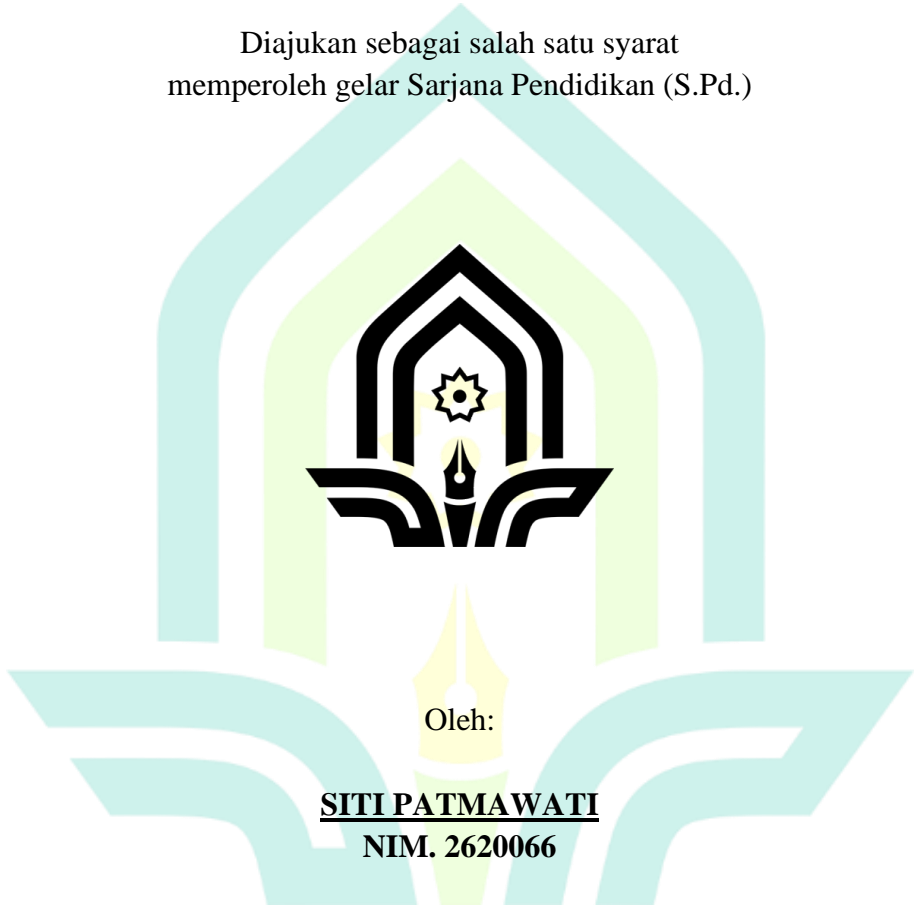 Diajukan sebagai salah satu syarat
memperoleh gelar Sarjana Pendidikan (S.Pd.)
Oleh:
SITI PATMAWATI
NIM. 2620066